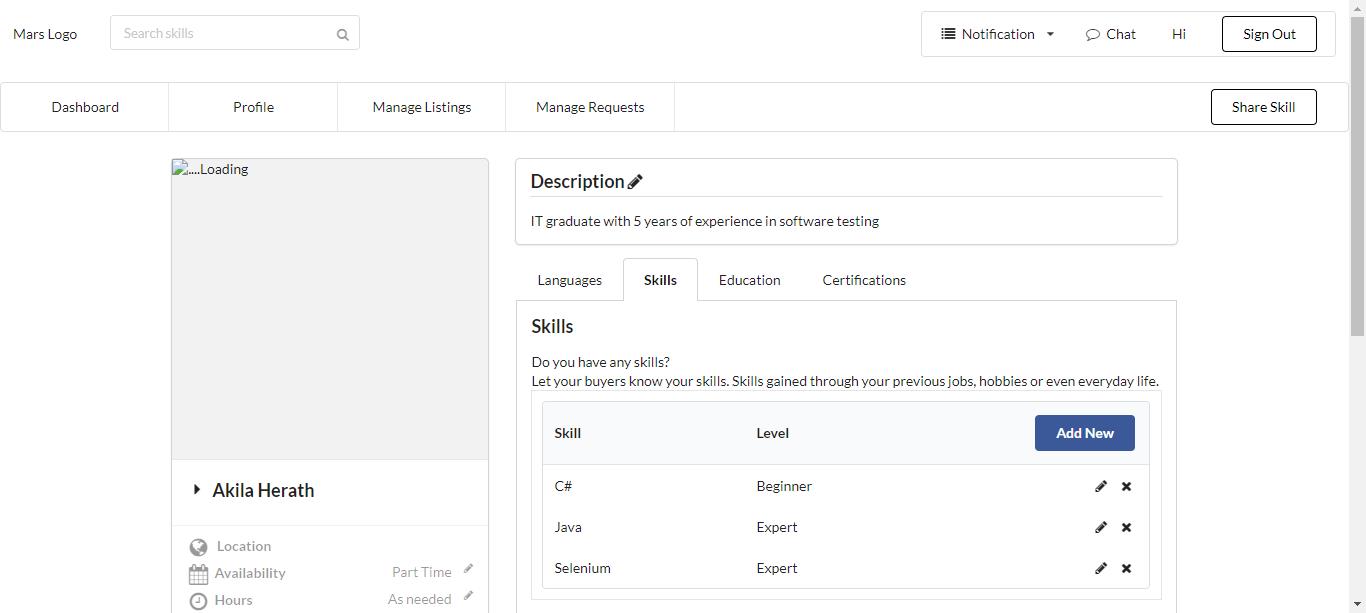 Mars Logo
Search skills
Notification
Chat
Hi
Sign Out
Dashboard
Profile
Manage Listings
Manage Requests
Share Skill
....Loading
Akila Herath
Location
Availability
Part Time
Hours
As needed
Description
IT graduate with 5 years of experience in software testing
Languages
Skills
Education
Certifications
Skills
Do you have any skills?
Let your buyers know your skills. Skills gained through your previous jobs, hobbies or even everyday life.
Skill
Level
Add New
C#
Beginner
Java
Expert
Selenium
Expert